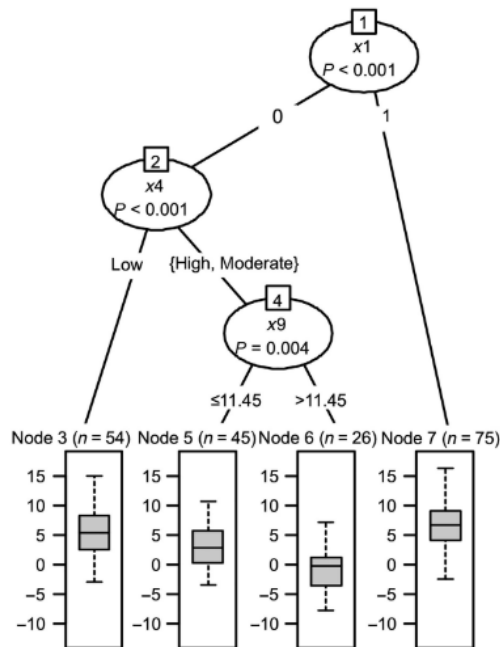 1
x1
P < 0.001
0
1
2
x4
P < 0.001
Low
{High, Moderate}
4
x9
P = 0.004
≤11.45
>11.45
Node 3 (n = 54)
Node 5 (n = 45)
Node 6 (n = 26)
Node 7 (n = 75)
15
10
5
0
−5
−10
15
10
5
0
−5
−10
15
10
5
0
−5
−10
15
10
5
0
−5
−10